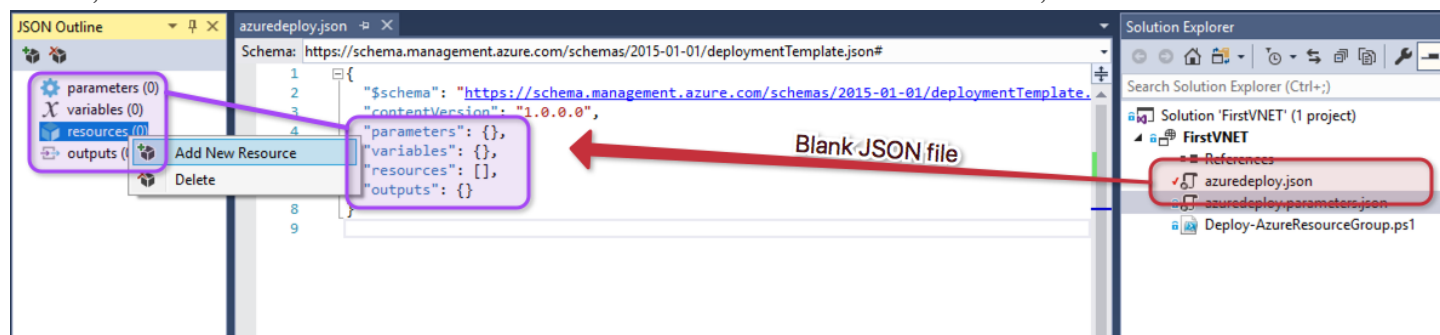 JSON Outline
parameters (0)
variables (0)
resources (0)
outputs (
Add New Resource
Delete
azuredeploy.json
Schema: https://schema.management.azure.com/schemas/2015-01-01/deploymentTemplate.json#
1 {
2 "$schema": "https://schema.management.azure.com/schemas/2015-01-01/deploymentTemplate.
3 "contentVersion": "1.0.0.0",
4 "parameters": {},
"variables": {},
"resources": [],
"outputs": {}
8 }
9
Blank JSON file
Solution Explorer
Search Solution Explorer (Ctrl+;)
Solution 'FirstVNET' (1 project)
FirstVNET
References
azuredeploy.json
azuredeploy.parameters.json
Deploy-AzureResourceGroup.ps1